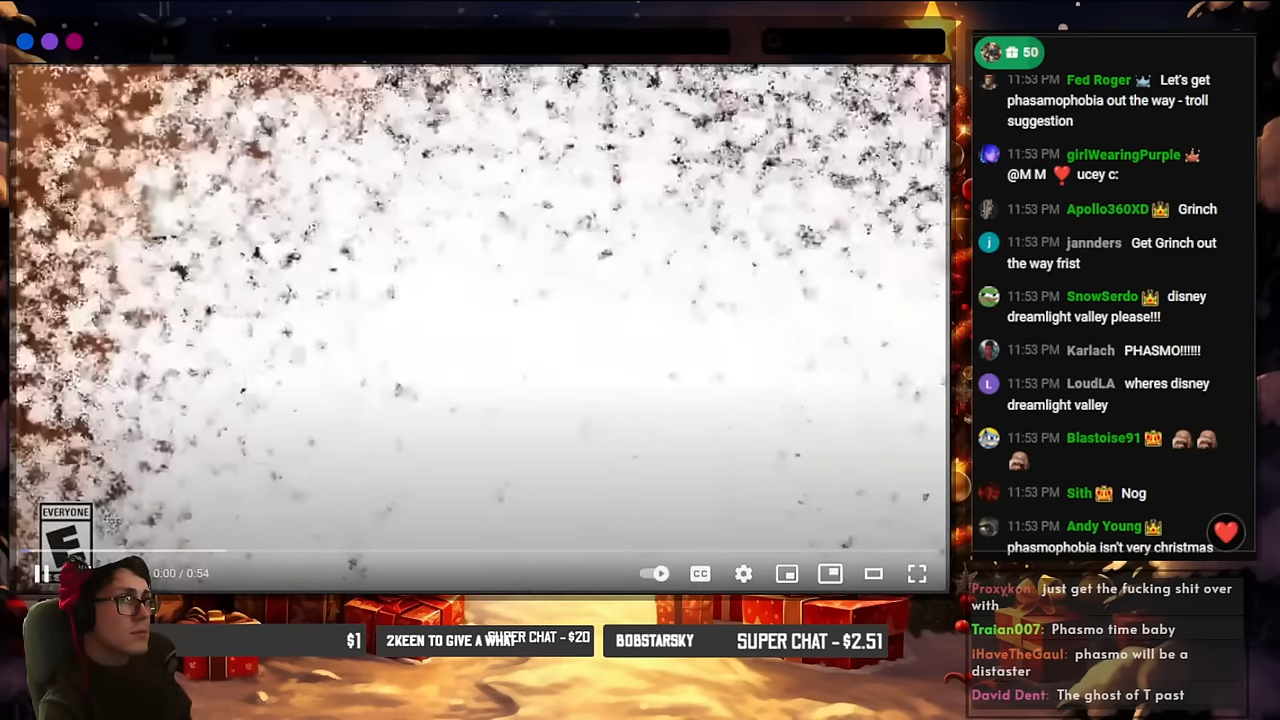 50
11:53 PM Fed Roger Let's get
phasamophobia out the way - troll
suggestion
11:53 PM girlWearingPurple
@M M ❤️ ucey c:
11:53 PM Apollo360XD Grinch
j 11:53 PM jannders Get Grinch out
the way frist
11:53 PM SnowSerdo disney
dreamlight valley please!!!
11:53 PM Karlach PHASMO!!!!!!
L 11:53 PM LoudLA wheres disney
dreamlight valley
11:53 PM Blastoise91
11:53 PM Sith Nog
11:53 PM Andy Young
phasmophobia isn't very christmas
EVERYONE
E
0:00 / 0:54
CC
$1
2KEEN TO GIVE A SUPER CHAT - $20
BOBSTARSKY SUPER CHAT - $2.51
Proxykon: just get the fucking shit over
with
Traian007: Phasmo time baby
iHaveTheGaul: phasmo will be a
distaster
David Dent: The ghost of T past